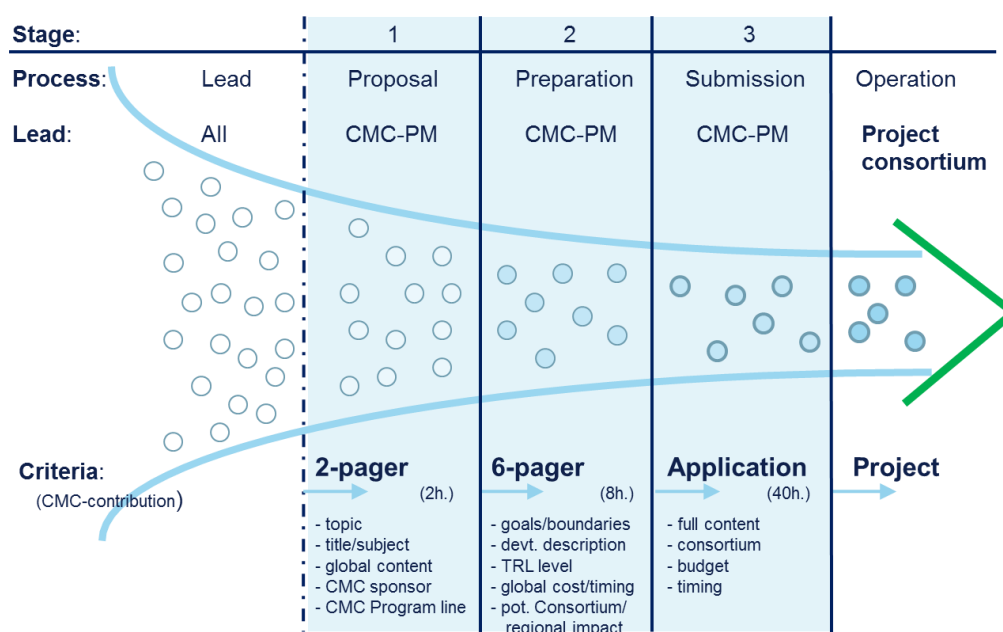 Stage: 1 2 3
Process: Lead Proposal Preparation Submission Operation
Lead: All CMC-PM CMC-PM CMC-PM Project
consortium
Criteria:
(CMC-contribution)
2-pager
(2h.)
- topic
- title/subject
- global content
- CMC sponsor
- CMC Program line
6-pager
(8h.)
- goals/boundaries
- devt. description
- TRL level
- global cost/timing
- pot. Consortium/
regional impact
Application
(40h.)
- full content
- consortium
- budget
- timing
Project